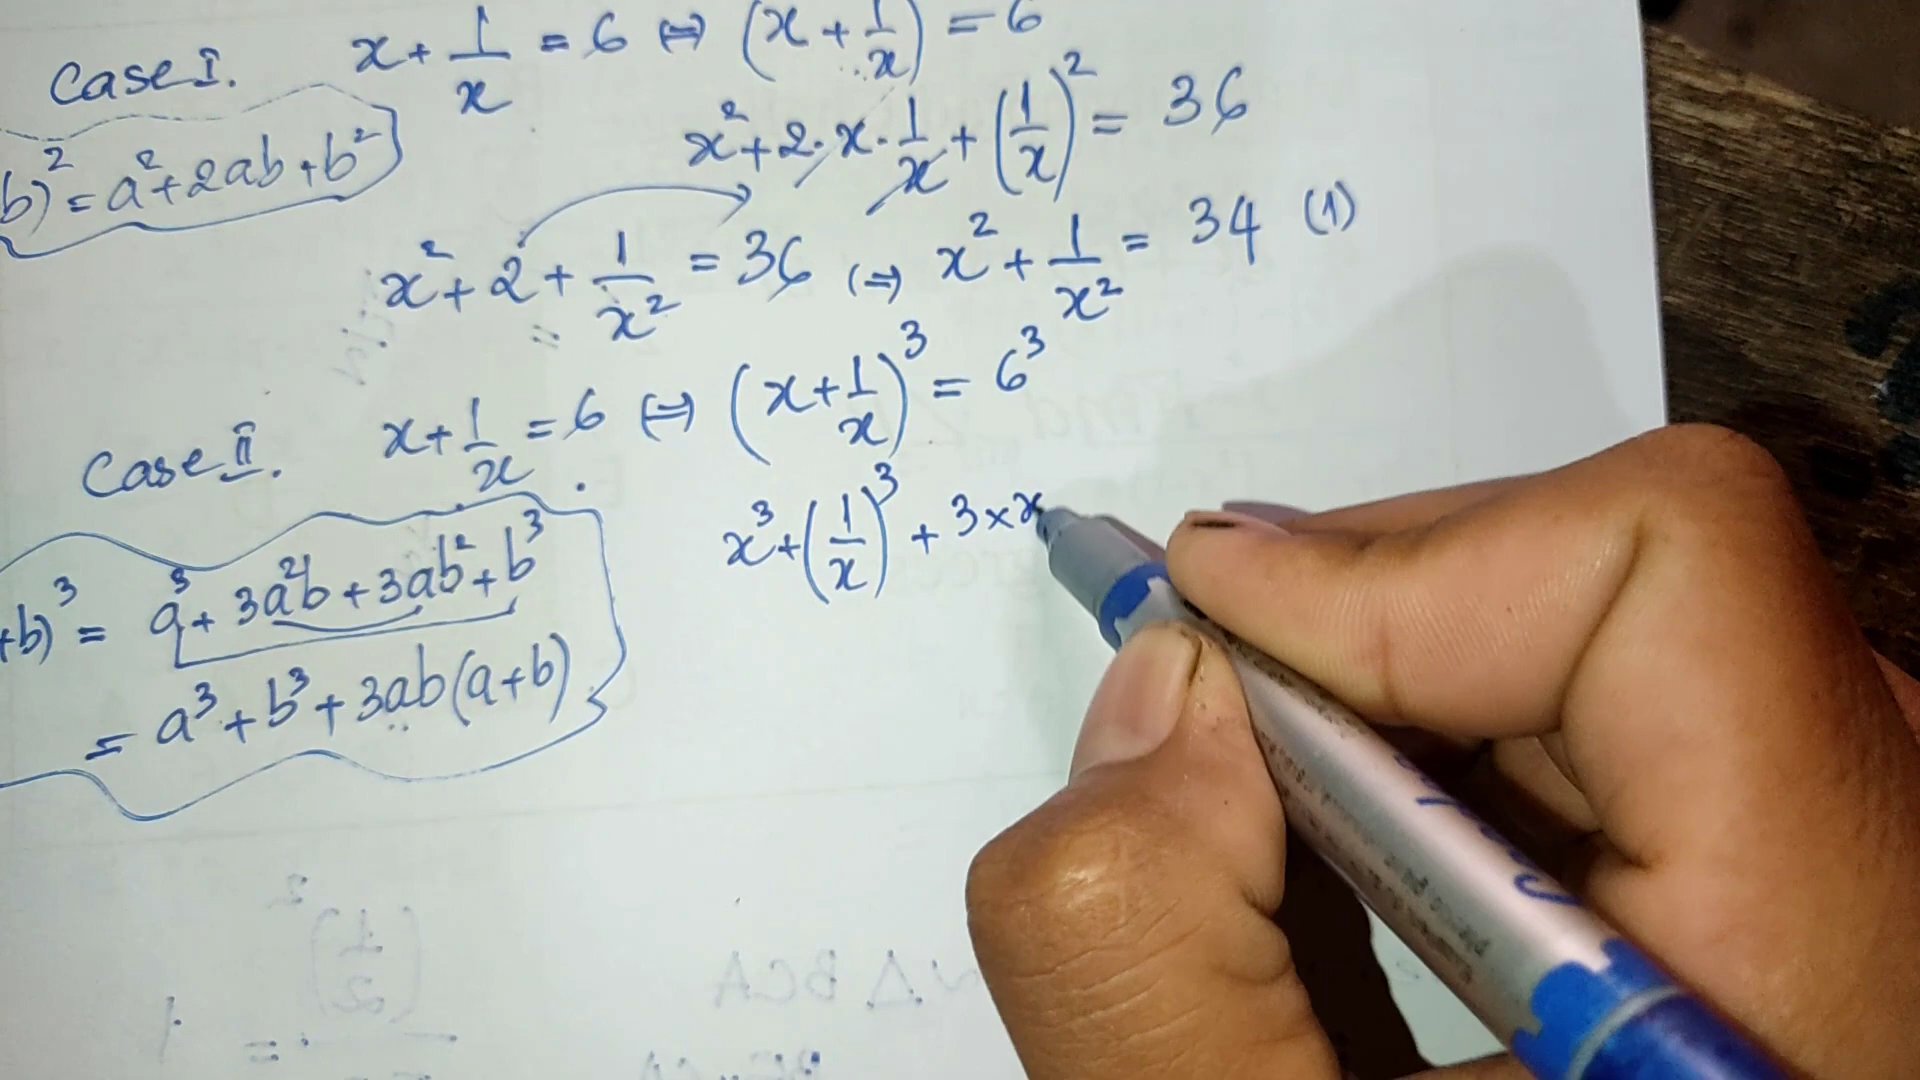 Case I. x + 1/x = 6 ⇔ (x + 1/x) = 6
b)² = a² + 2ab + b²
x² + 2 · x · 1/x + (1/x)² = 36
x² + 2 + 1/x² = 36 ⇔ x² + 1/x² = 34 (1)
Case II. x + 1/x = 6 ⇔ (x + 1/x)³ = 6³
x³ + (1/x)³ + 3 × x
+b)³ = a³ + 3a²b + 3ab² + b³
= a³ + b³ + 3ab(a+b)